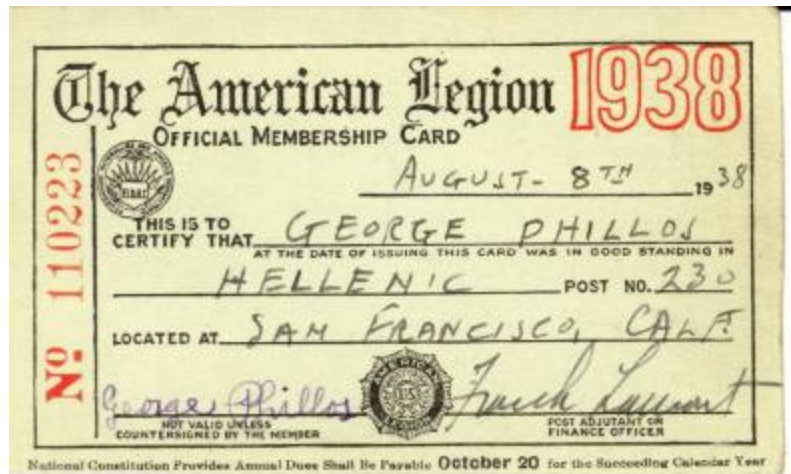 The American Legion 1938
OFFICIAL MEMBERSHIP CARD
AUGUST- 8TH 1938
THIS IS TO
CERTIFY THAT GEORGE PHILLOS
AT THE DATE OF ISSUING THIS CARD WAS IN GOOD STANDING IN
HELLENIC POST NO. 230
LOCATED AT SAN FRANCISCO, CALF.
George Phillos Frank
NOT VALID UNLESS
COUNTERSIGNED BY THE MEMBER
POST ADJUTANT OR
FINANCE OFFICER
National Constitution Provides Annual Dues Shall Be Payable October 20 for the Succeeding Calendar Year
No 110223
AMERICAN
LEGION
U S